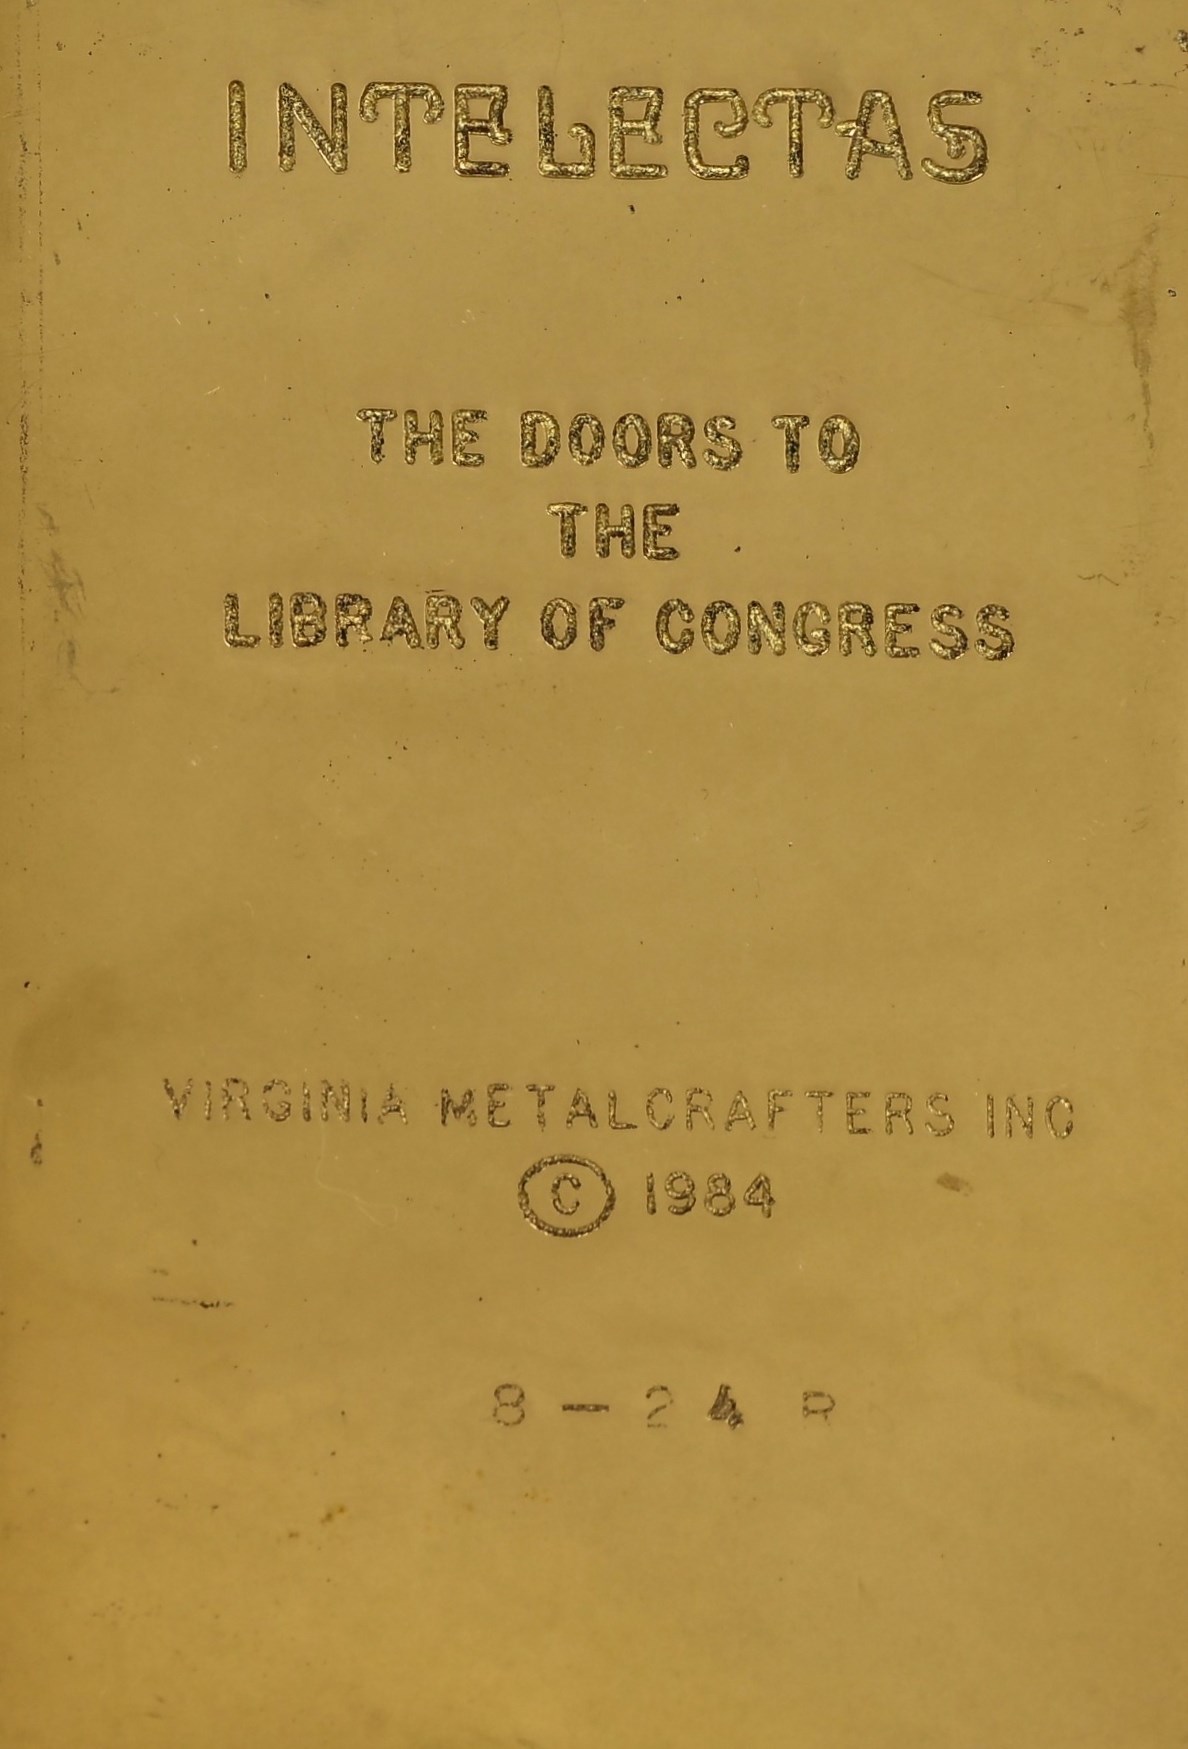 INTELECTAS
THE DOORS TO
THE
LIBRARY OF CONGRESS
VIRGINIA METALCRAFTERS INC
© 1984
8 - 24 R